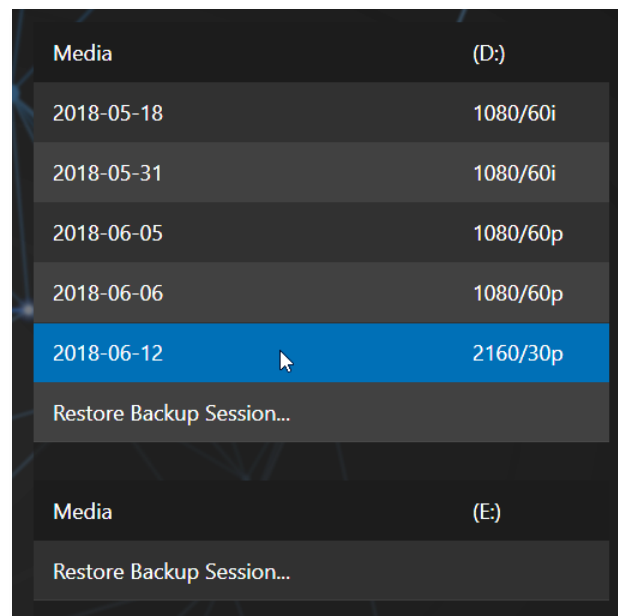 Media (D:)
2018-05-18 1080/60i
2018-05-31 1080/60i
2018-06-05 1080/60p
2018-06-06 1080/60p
2018-06-12 2160/30p
Restore Backup Session...
Media (E:)
Restore Backup Session...